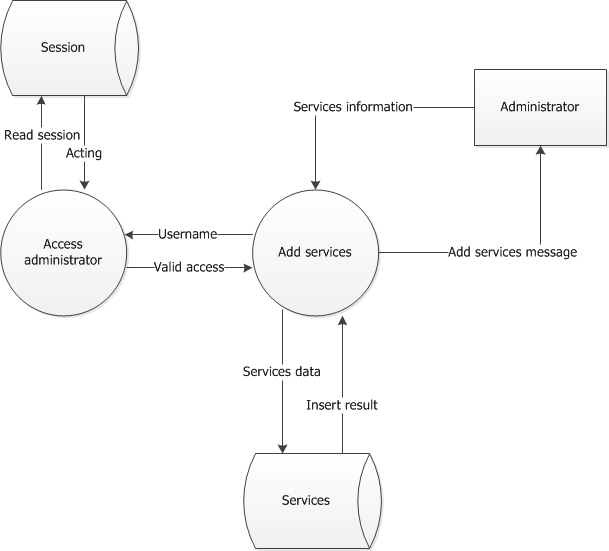 Session
Services information
Administrator
Read session
Acting
Access
administrator
Username
Valid access
Add services
Add services message
Services data
Insert result
Services